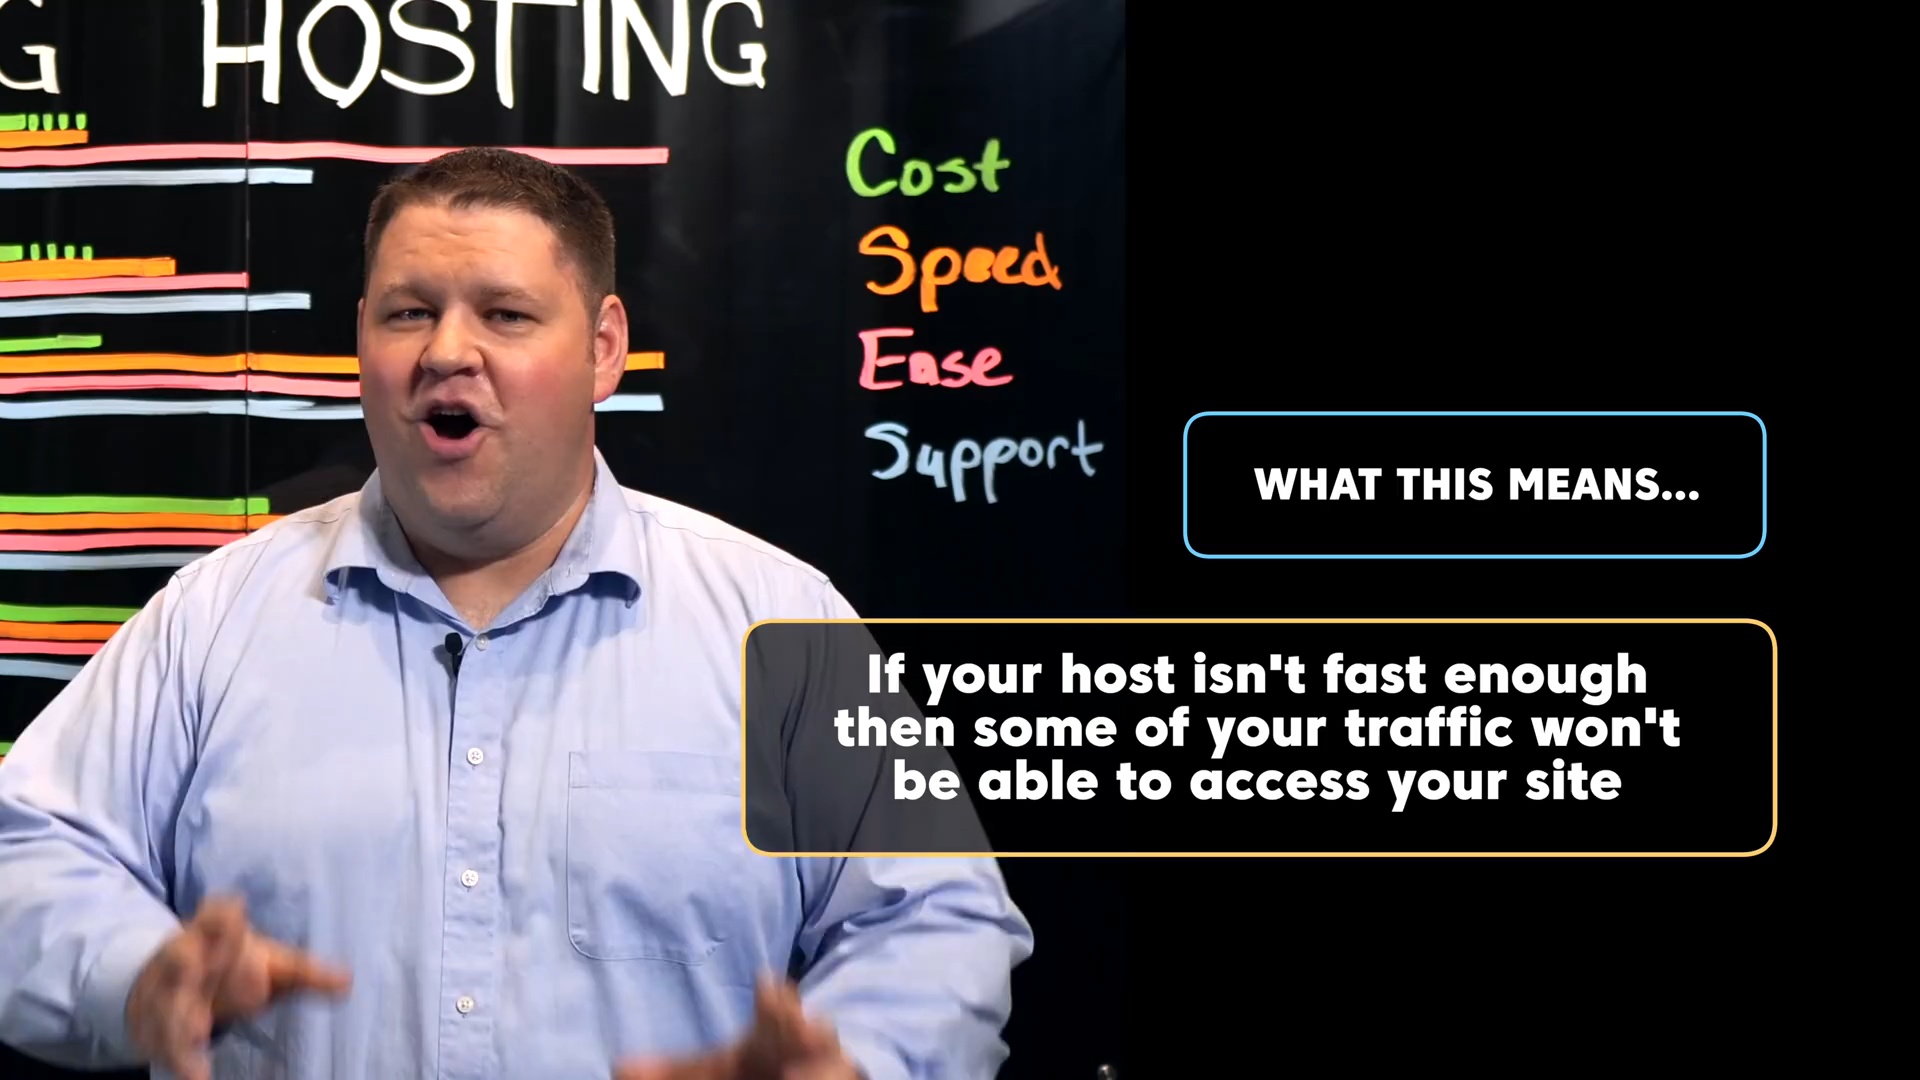 G HOSTING
Cost
Speed
Ease
Support
WHAT THIS MEANS...
If your host isn't fast enough
then some of your traffic won't
be able to access your site